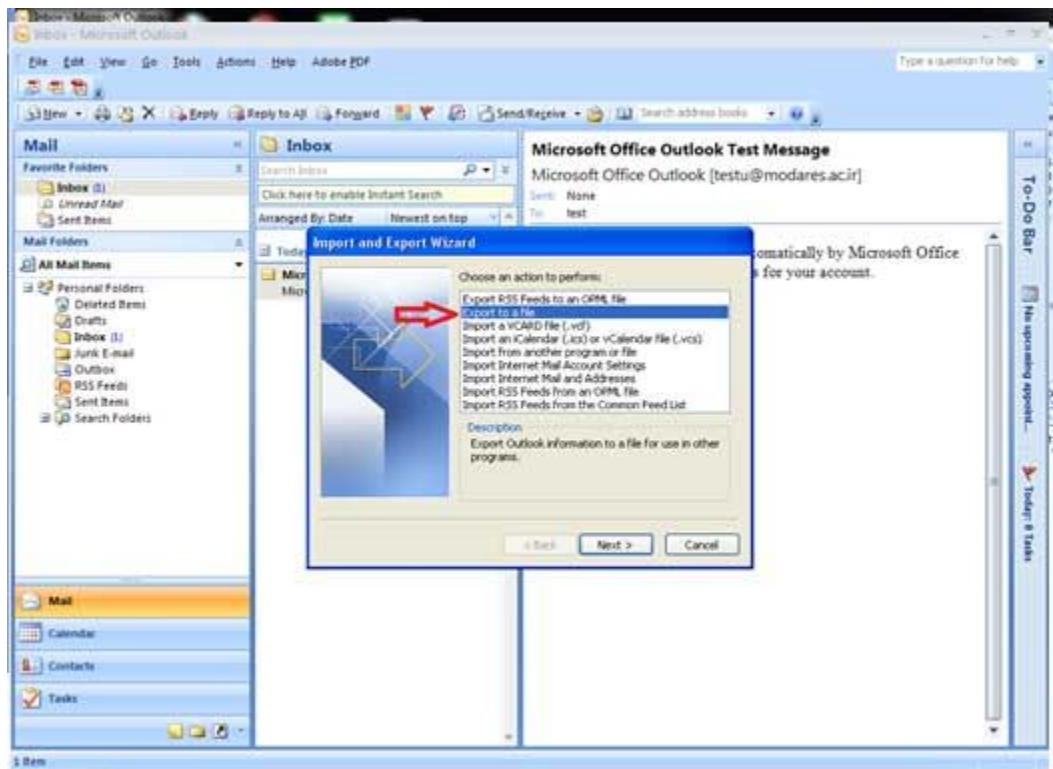 Inbox - Microsoft Outlook
Inbox - Microsoft Outlook
File Edit View Go Tools Actions Help Adobe PDF
Type a question for help
New Reply Reply to All Forward Send/Receive Search address books
Mail
Favorite Folders
Inbox (1)
Unread Mail
Sent Items
Mail Folders
All Mail Items
Personal Folders
Deleted Items
Drafts
Inbox (1)
Junk E-mail
Outbox
RSS Feeds
Sent Items
Search Folders
Mail
Calendar
Contacts
Tasks
1 Item
Inbox
Search Inbox
Click here to enable Instant Search
Arranged By: Date Newest on top
Today
Micr
Micr
Microsoft Office Outlook Test Message
Microsoft Office Outlook [testu@modares.ac.ir]
Sent: None
To: test
omatically by Microsoft Office
s for your account.
Import and Export Wizard
Choose an action to perform:
Export RSS Feeds to an OPML file
Export to a file
Import a VCARD file (.vcf)
Import an iCalendar (.ics) or vCalendar file (.vcs)
Import from another program or file
Import Internet Mail Account Settings
Import Internet Mail and Addresses
Import RSS Feeds from an OPML file
Import RSS Feeds from the Common Feed List
Description
Export Outlook information to a file for use in other
programs.
< Back Next > Cancel
To-Do Bar
No upcoming appoint...
Today: 0 Tasks